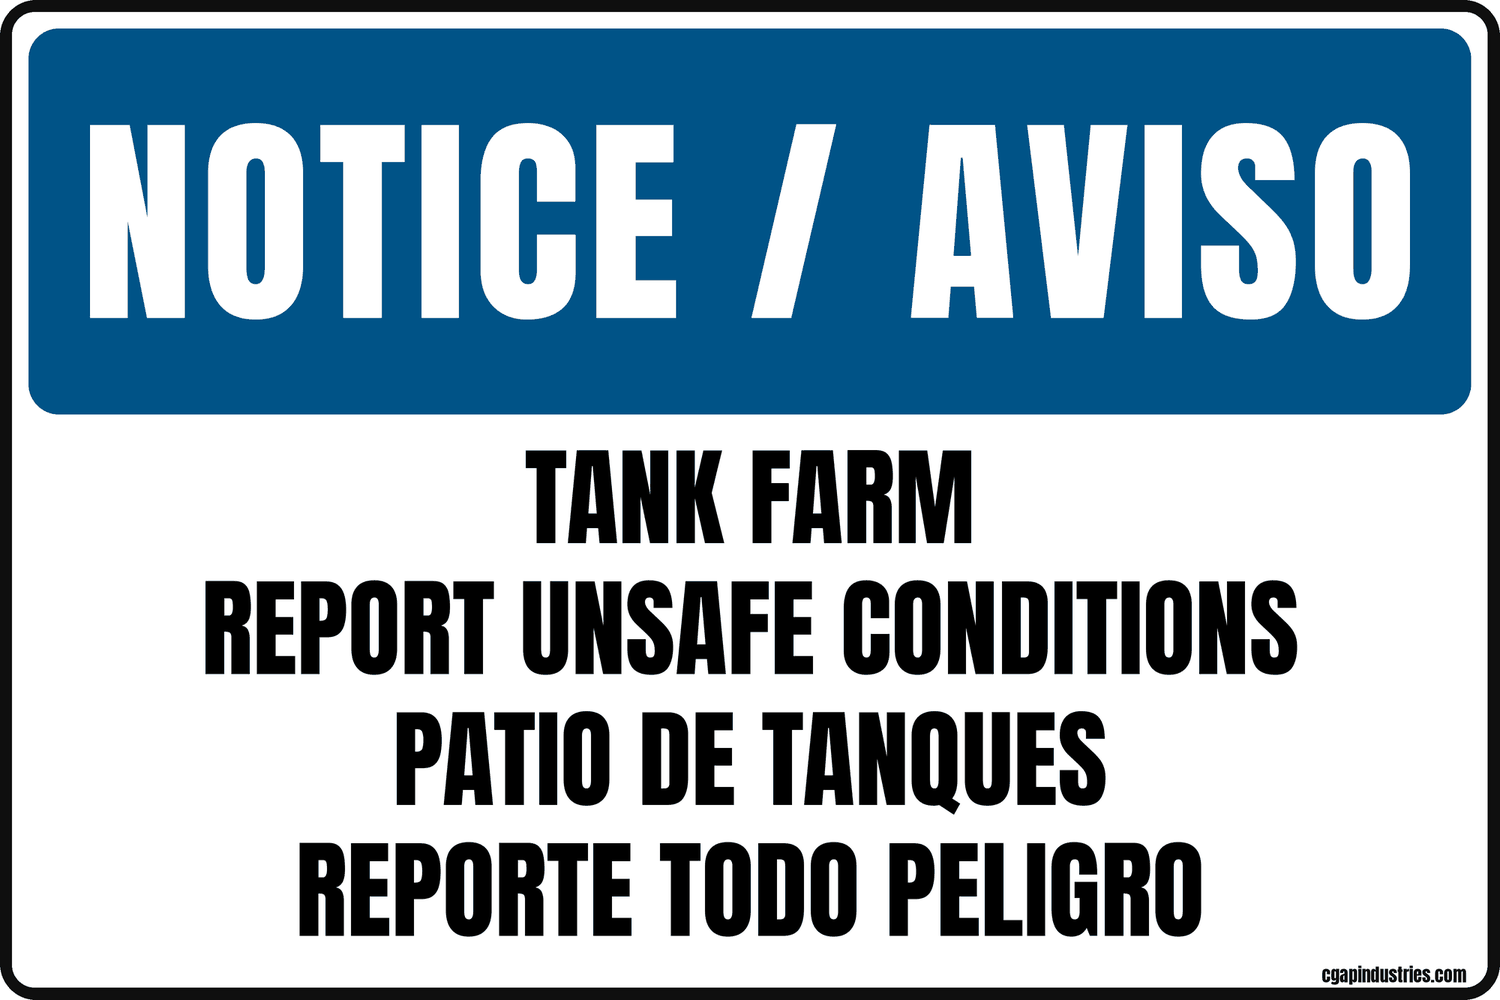 NOTICE / AVISO
TANK FARM
REPORT UNSAFE CONDITIONS
PATIO DE TANQUES
REPORTE TODO PELIGRO
cgapindustries.com